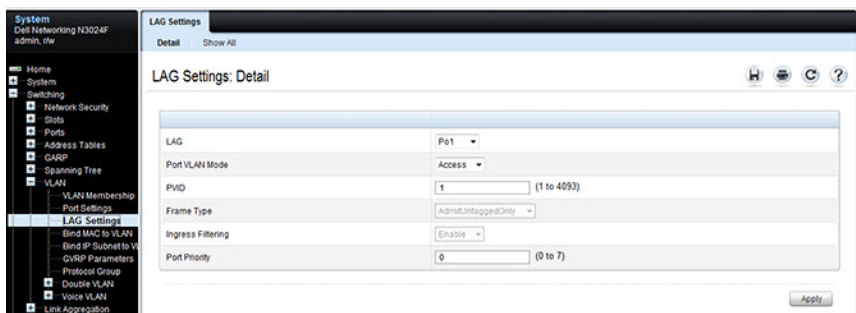 System
Dell Networking N3024F
admin, r/w
Home
System
Switching
Network Security
Slots
Ports
Address Tables
GARP
Spanning Tree
VLAN
VLAN Membership
Port Settings
LAG Settings
Bind MAC to VLAN
Bind IP Subnet to VL
GVRP Parameters
Protocol Group
Double VLAN
Voice VLAN
Link Aggregation
LAG Settings
Detail Show All
LAG Settings: Detail
LAG Po1
Port VLAN Mode Access
PVID 1 (1 to 4093)
Frame Type AdmitUntaggedOnly
Ingress Filtering Enable
Port Priority 0 (0 to 7)
Apply